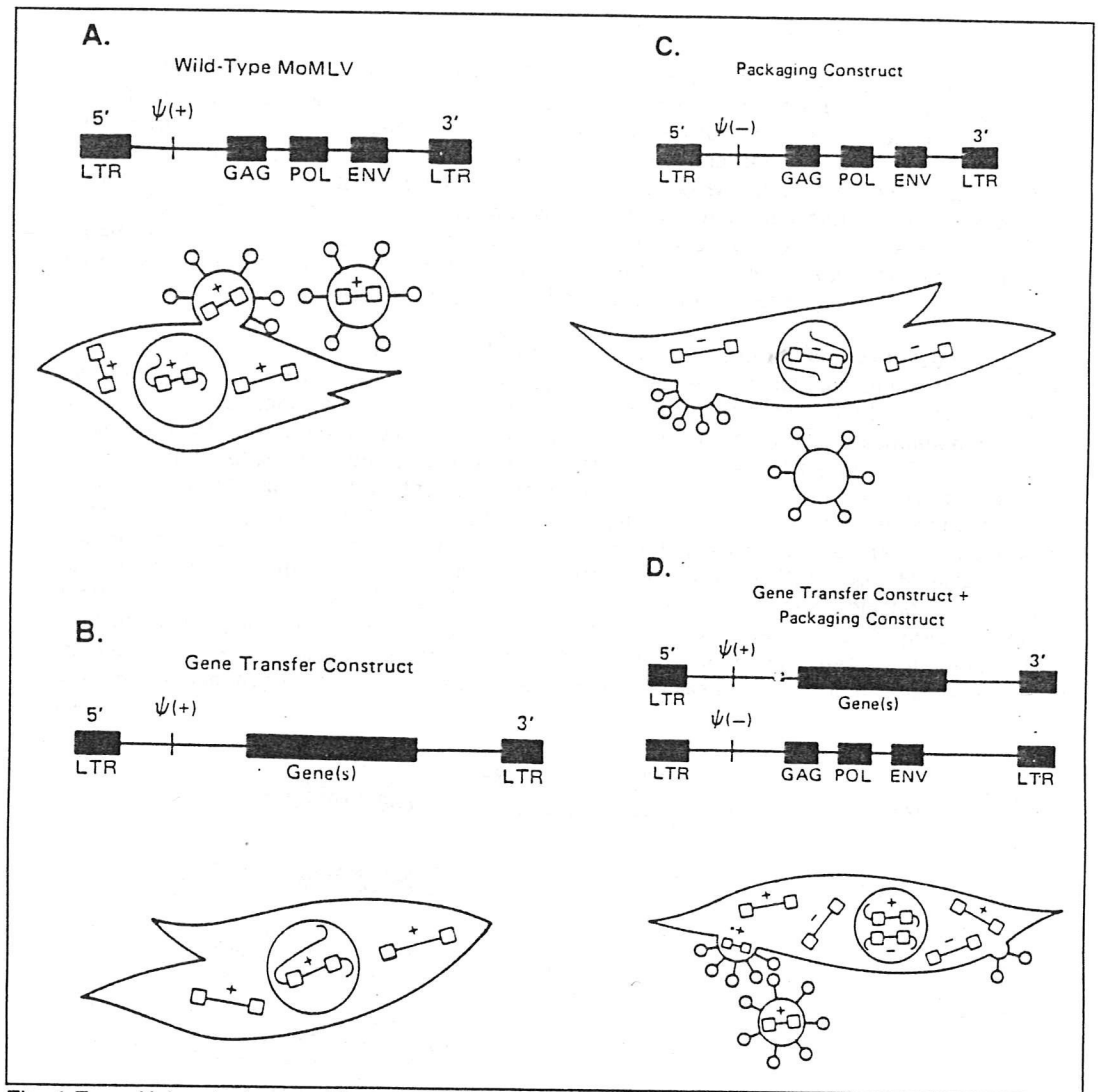 A.
Wild-Type MoMLV
5' ψ(+) 3'
LTR GAG POL ENV LTR
+ +
+ + +
B.
Gene Transfer Construct
5' ψ(+) 3'
LTR Gene(s) LTR
+
+
+
C.
Packaging Construct
5' ψ(−) 3'
LTR GAG POL ENV LTR
− − −
D.
Gene Transfer Construct +
Packaging Construct
5' ψ(+) 3'
LTR Gene(s) LTR
ψ(−)
LTR GAG POL ENV LTR
+ − + +
+ − −
+